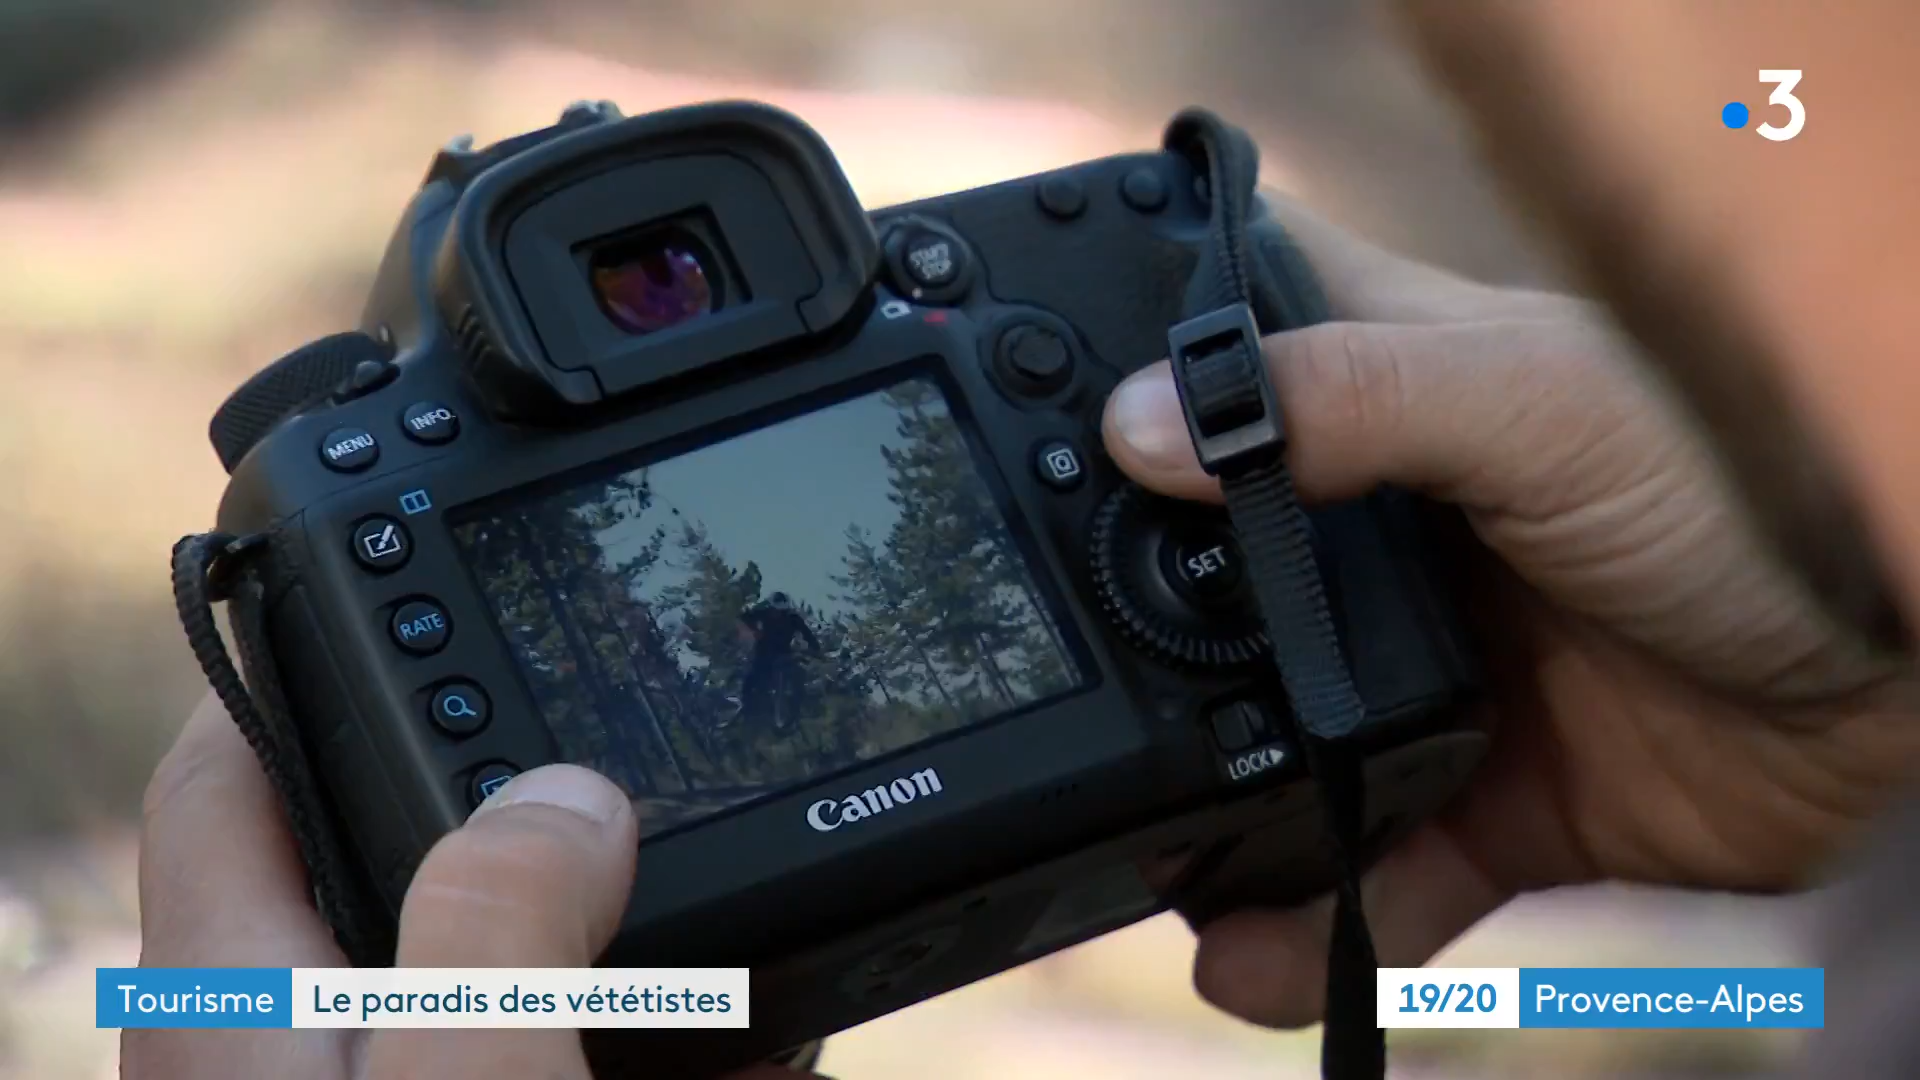 3
START
STOP
INFO.
MENU
Q
SET
RATE
LOCK▶
Canon
Tourisme
Le paradis des vététistes
19/20
Provence-Alpes